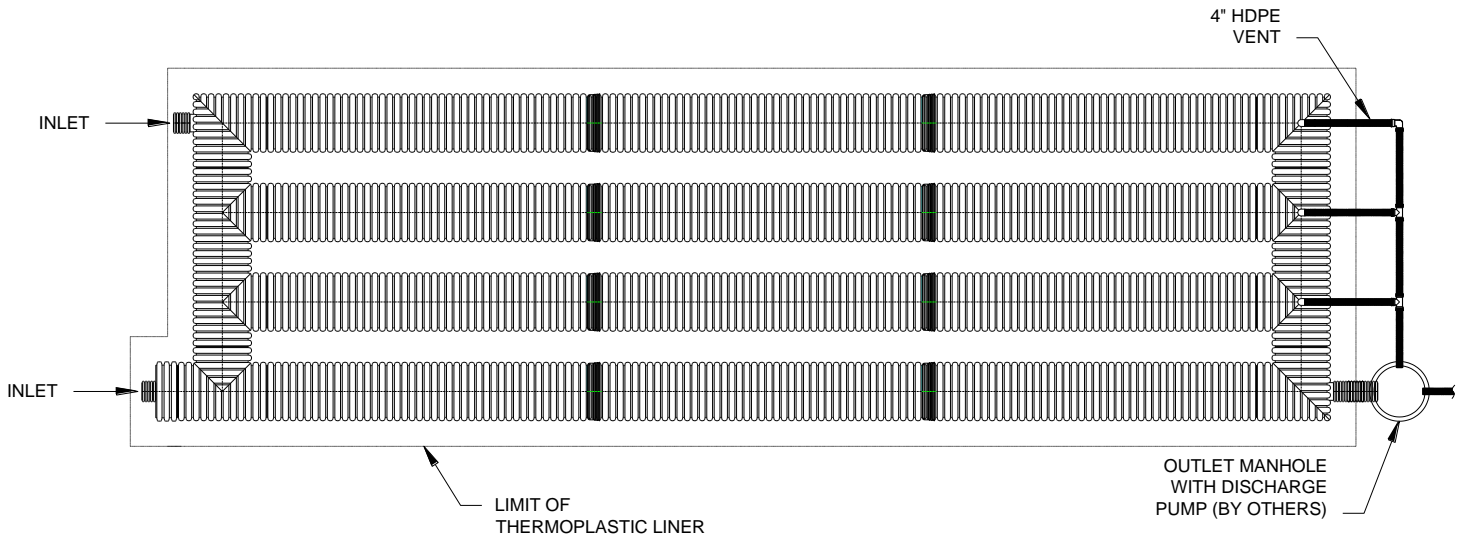 4" HDPE
VENT
INLET
INLET
LIMIT OF
THERMOPLASTIC LINER
OUTLET MANHOLE
WITH DISCHARGE
PUMP (BY OTHERS)